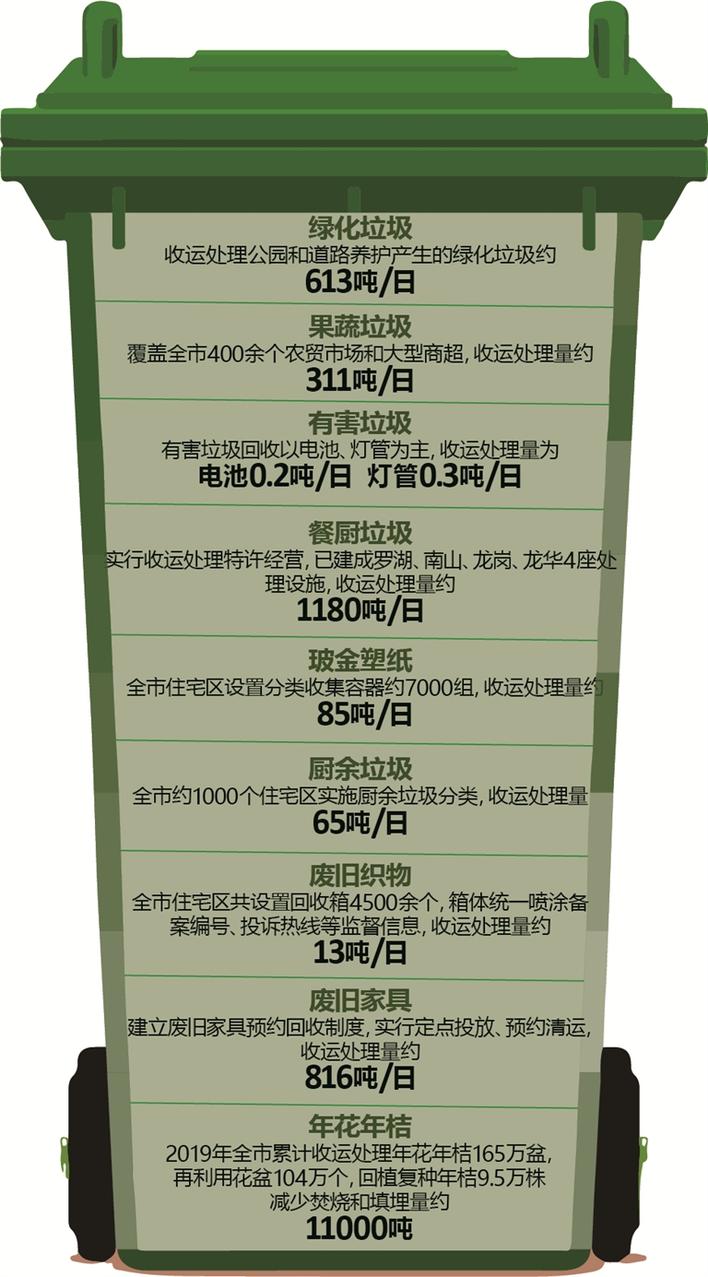 绿化垃圾
收运处理公园和道路养护产生的绿化垃圾约
613吨/日
果蔬垃圾
覆盖全市400余个农贸市场和大型商超, 收运处理量约
311吨/日
有害垃圾
有害垃圾回收以电池、灯管为主, 收运处理量为
电池0.2吨/日 灯管0.3吨/日
餐厨垃圾
实行收运处理特许经营, 已建成罗湖、南山、龙岗、龙华4座处
理设施, 收运处理量约
1180吨/日
玻金塑纸
全市住宅区设置分类收集容器约7000组, 收运处理量约
85吨/日
厨余垃圾
全市约1000个住宅区实施厨余垃圾分类, 收运处理量
65吨/日
废旧织物
全市住宅区共设置回收箱4500余个, 箱体统一喷涂备
案编号、投诉热线等监督信息, 收运处理量约
13吨/日
废旧家具
建立废旧家具预约回收制度, 实行定点投放、预约清运,
收运处理量约
816吨/日
年花年桔
2019年全市累计收运处理年花年桔165万盆,
再利用花盆104万个, 回植复种年桔9.5万株
减少焚烧和填埋量约
11000吨